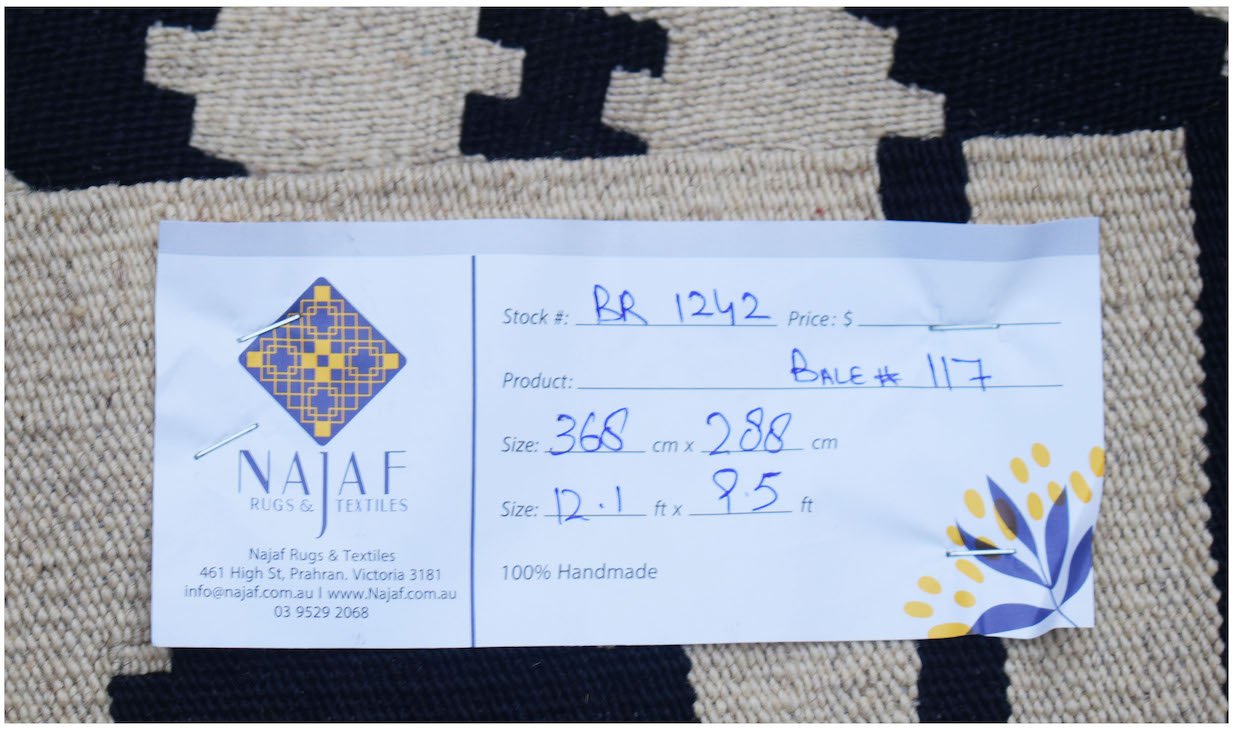 NAJAF
RUGS & TEXTILES
Najaf Rugs & Textiles
461 High St, Prahran. Victoria 3181
info@najaf.com.au | www.Najaf.com.au
03 9529 2068
Stock #: BR 1242 Price: $
Product: BALE # 117
Size: 368 cm x 288 cm
Size: 12.1 ft x 9.5 ft
100% Handmade